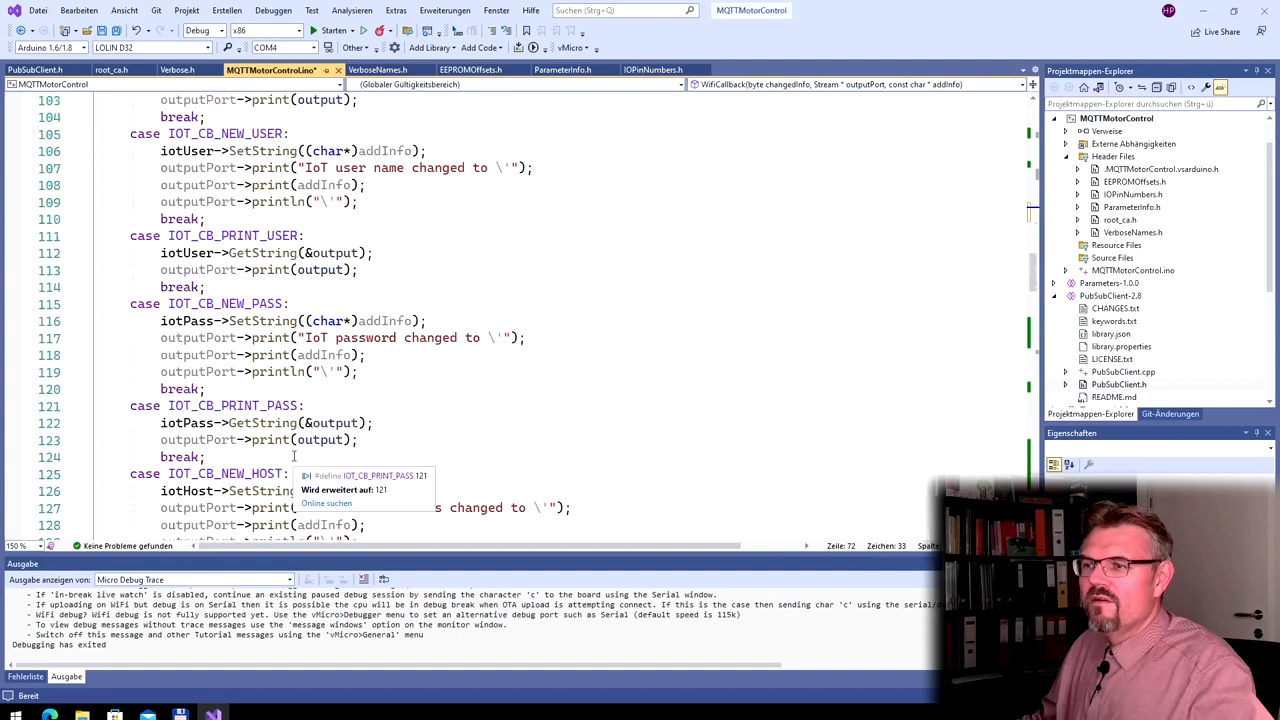 Datei Bearbeiten Ansicht Git Projekt Erstellen Debuggen Test Analysieren Extras Erweiterungen Fenster Hilfe Suchen (Strg+Q) MQTTMotorControl HP
Debug x86 Starten Live Share
Arduino 1.6/1.8 LOLIN D32 COM4 Other Add Library Add Code vMicro
PubSubClient.h root_ca.h Verbose.h MQTTMotorControl.ino* VerboseNames.h EEPROMOffsets.h ParameterInfo.h IOPinNumbers.h
MQTTMotorControl (Globaler Gültigkeitsbereich) WifiCallback(byte changedInfo, Stream * outputPort, const char * addInfo)
103 outputPort->print(output);
104 break;
105 case IOT_CB_NEW_USER:
106 iotUser->SetString((char*)addInfo);
107 outputPort->print("IoT user name changed to \'");
108 outputPort->print(addInfo);
109 outputPort->println("\'");
110 break;
111 case IOT_CB_PRINT_USER:
112 iotUser->GetString(&output);
113 outputPort->print(output);
114 break;
115 case IOT_CB_NEW_PASS:
116 iotPass->SetString((char*)addInfo);
117 outputPort->print("IoT password changed to \'");
118 outputPort->print(addInfo);
119 outputPort->println("\'");
120 break;
121 case IOT_CB_PRINT_PASS:
122 iotPass->GetString(&output);
123 outputPort->print(output);
124 break;
125 case IOT_CB_NEW_HOST:
126 iotHost->SetString
127 outputPort->print( s changed to \'");
128 outputPort->print(addInfo);
#define IOT_CB_PRINT_PASS 121
Wird erweitert auf: 121
Online suchen
150 % Keine Probleme gefunden Zeile: 72 Zeichen: 33 Spalte
Ausgabe
Ausgabe anzeigen von: Micro Debug Trace
- If 'in-break live watch' is disabled, continue an existing paused debug session by sending the character 'c' to the board using the Serial window.
- If uploading on WiFi but debug is on Serial then it is possible the cpu will be in debug break when OTA upload is attempting connect. If this is the case then sending char 'c' using the serial/de
- WiFi debug? Wifi debug is not fully supported yet. Use the vMicro>Debugger menu to set an alternative debug port such as Serial (default speed is 115k)
- To view debug messages without trace messages use the 'message windows' option on the monitor window.
- Switch off this message and other Tutorial messages using the 'vMicro>General' menu
Debugging has exited
Fehlerliste Ausgabe
Bereit
Projektmappen-Explorer
Projektmappen-Explorer durchsuchen (Strg+ü)
MQTTMotorControl
Verweise
Externe Abhängigkeiten
Header Files
.MQTTMotorControl.vsarduino.h
EEPROMOffsets.h
IOPinNumbers.h
ParameterInfo.h
root_ca.h
VerboseNames.h
Resource Files
Source Files
MQTTMotorControl.ino
Parameters-1.0.0
PubSubClient-2.8
CHANGES.txt
keywords.txt
library.json
library.properties
LICENSE.txt
PubSubClient.cpp
PubSubClient.h
README.md
Projektmappen-Explorer Git-Änderungen
Eigenschaften